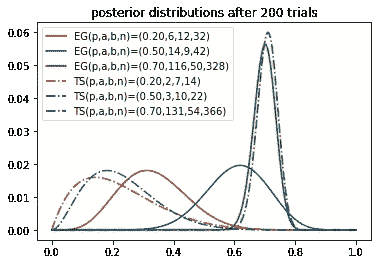 posterior distributions after 200 trials
EG(p,a,b,n)=(0.20,6,12,32)
EG(p,a,b,n)=(0.50,14,9,42)
EG(p,a,b,n)=(0.70,116,50,328)
TS(p,a,b,n)=(0.20,2,7,14)
TS(p,a,b,n)=(0.50,3,10,22)
TS(p,a,b,n)=(0.70,131,54,366)
0.06
0.05
0.04
0.03
0.02
0.01
0.00
0.0 0.2 0.4 0.6 0.8 1.0